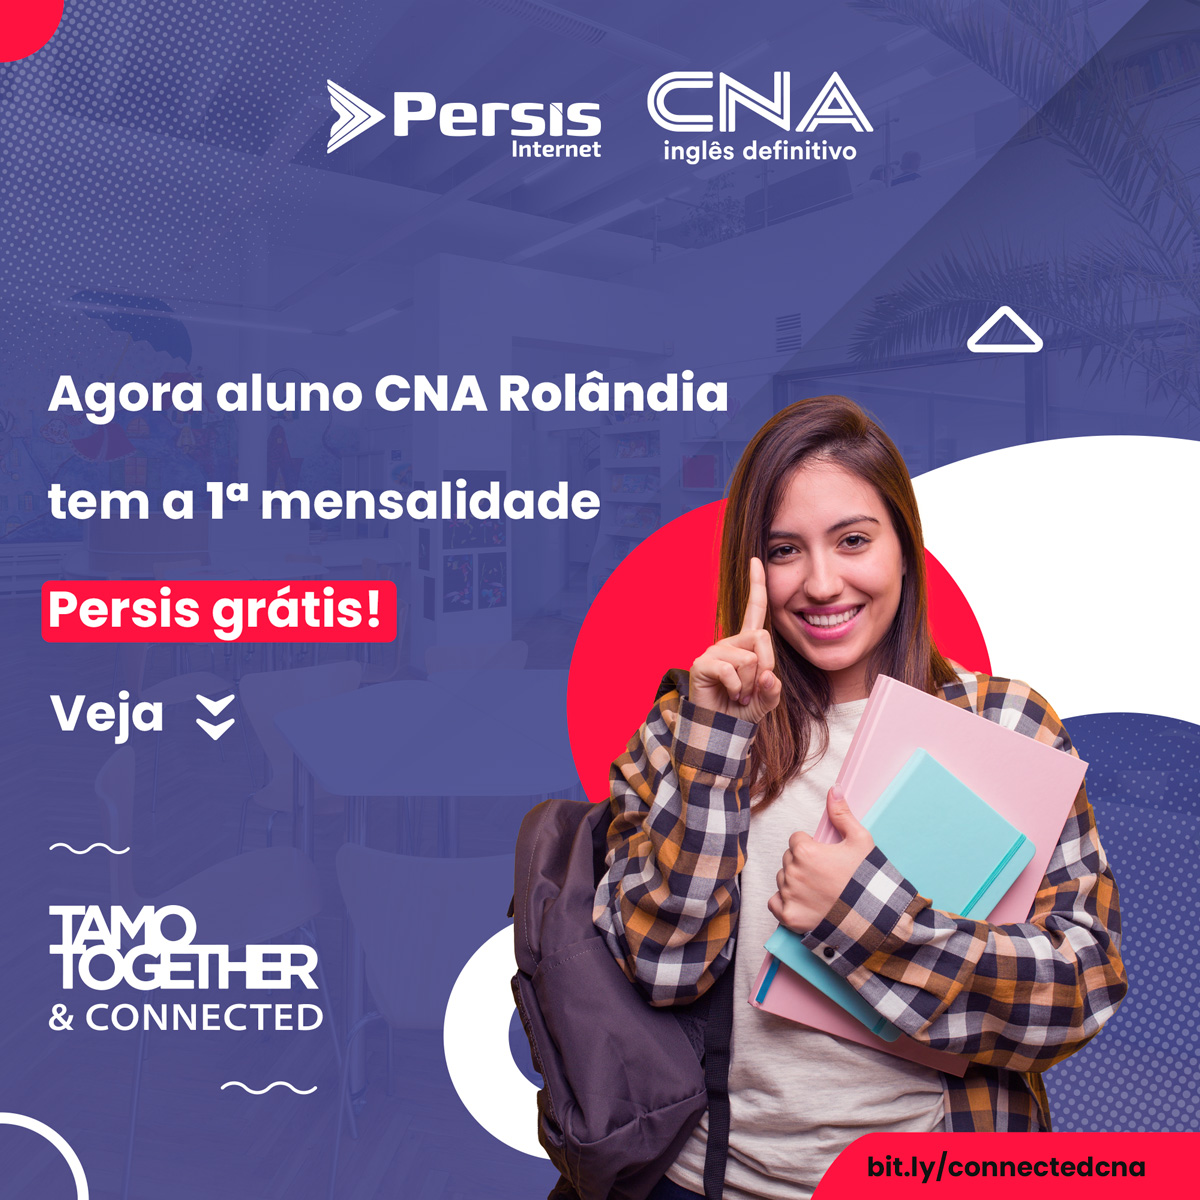 Persis
Internet
CNA
inglês definitivo
Agora aluno CNA Rolândia
tem a 1ª mensalidade
Persis grátis!
Veja
TAMO
TOGETHER
& CONNECTED
bit.ly/connectedcna